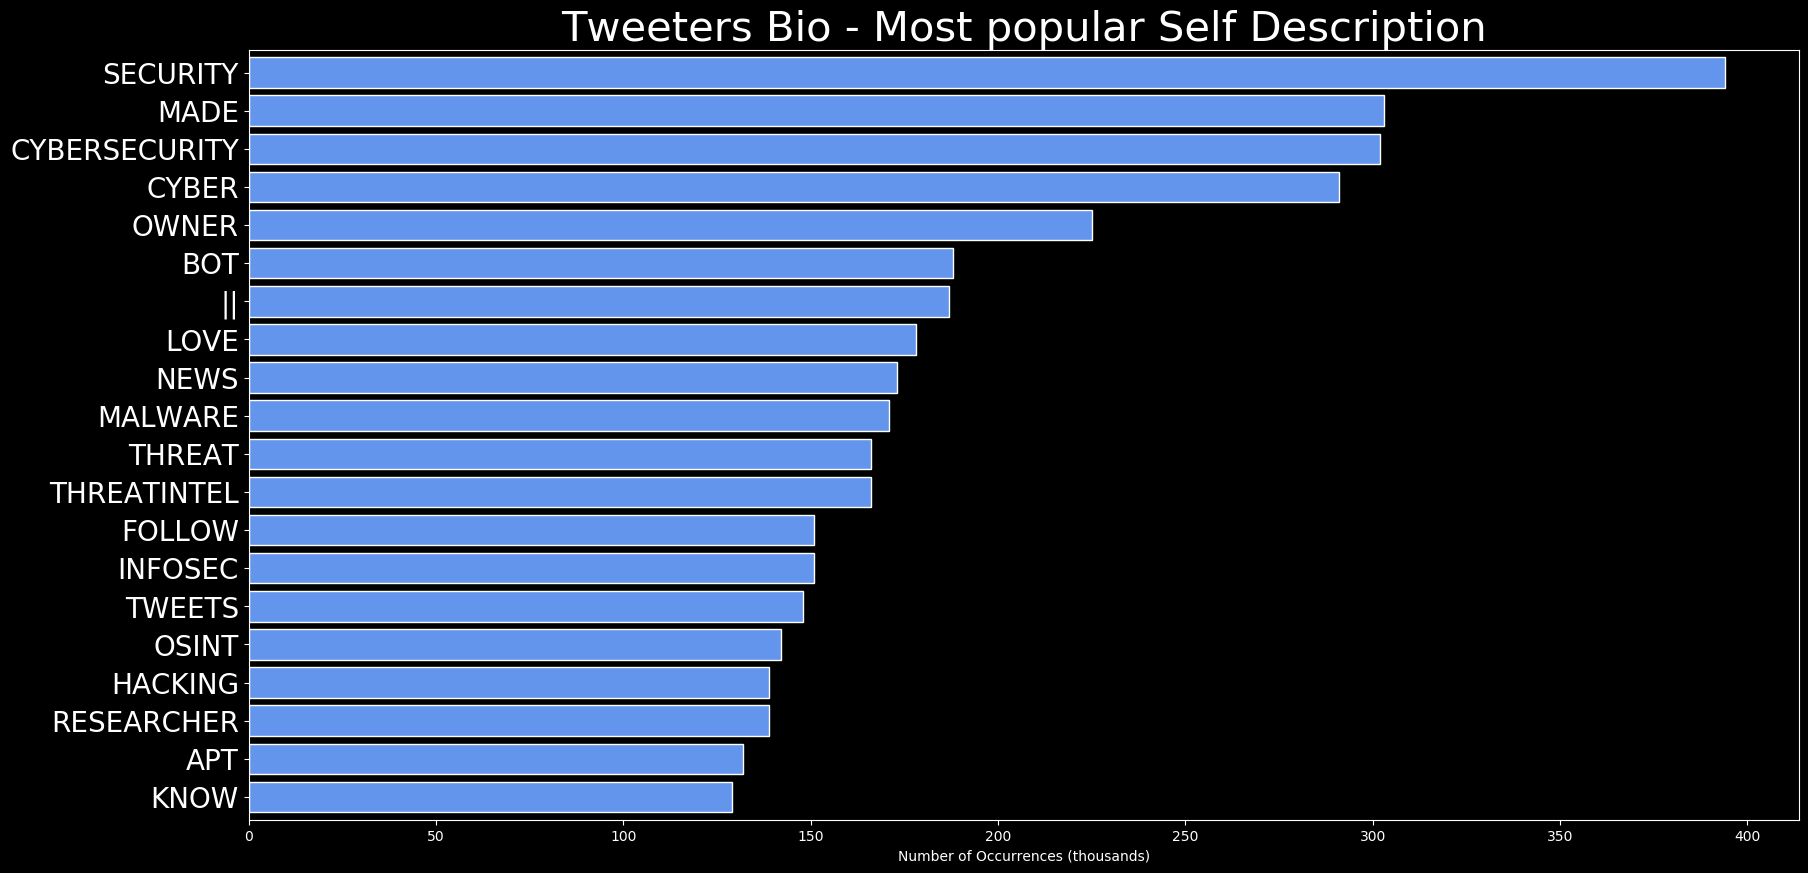 Tweeters Bio - Most popular Self Description
SECURITY
MADE
CYBERSECURITY
CYBER
OWNER
BOT
||
LOVE
NEWS
MALWARE
THREAT
THREATINTEL
FOLLOW
INFOSEC
TWEETS
OSINT
HACKING
RESEARCHER
APT
KNOW
0 50 100 150 200 250 300 350 400
Number of Occurrences (thousands)